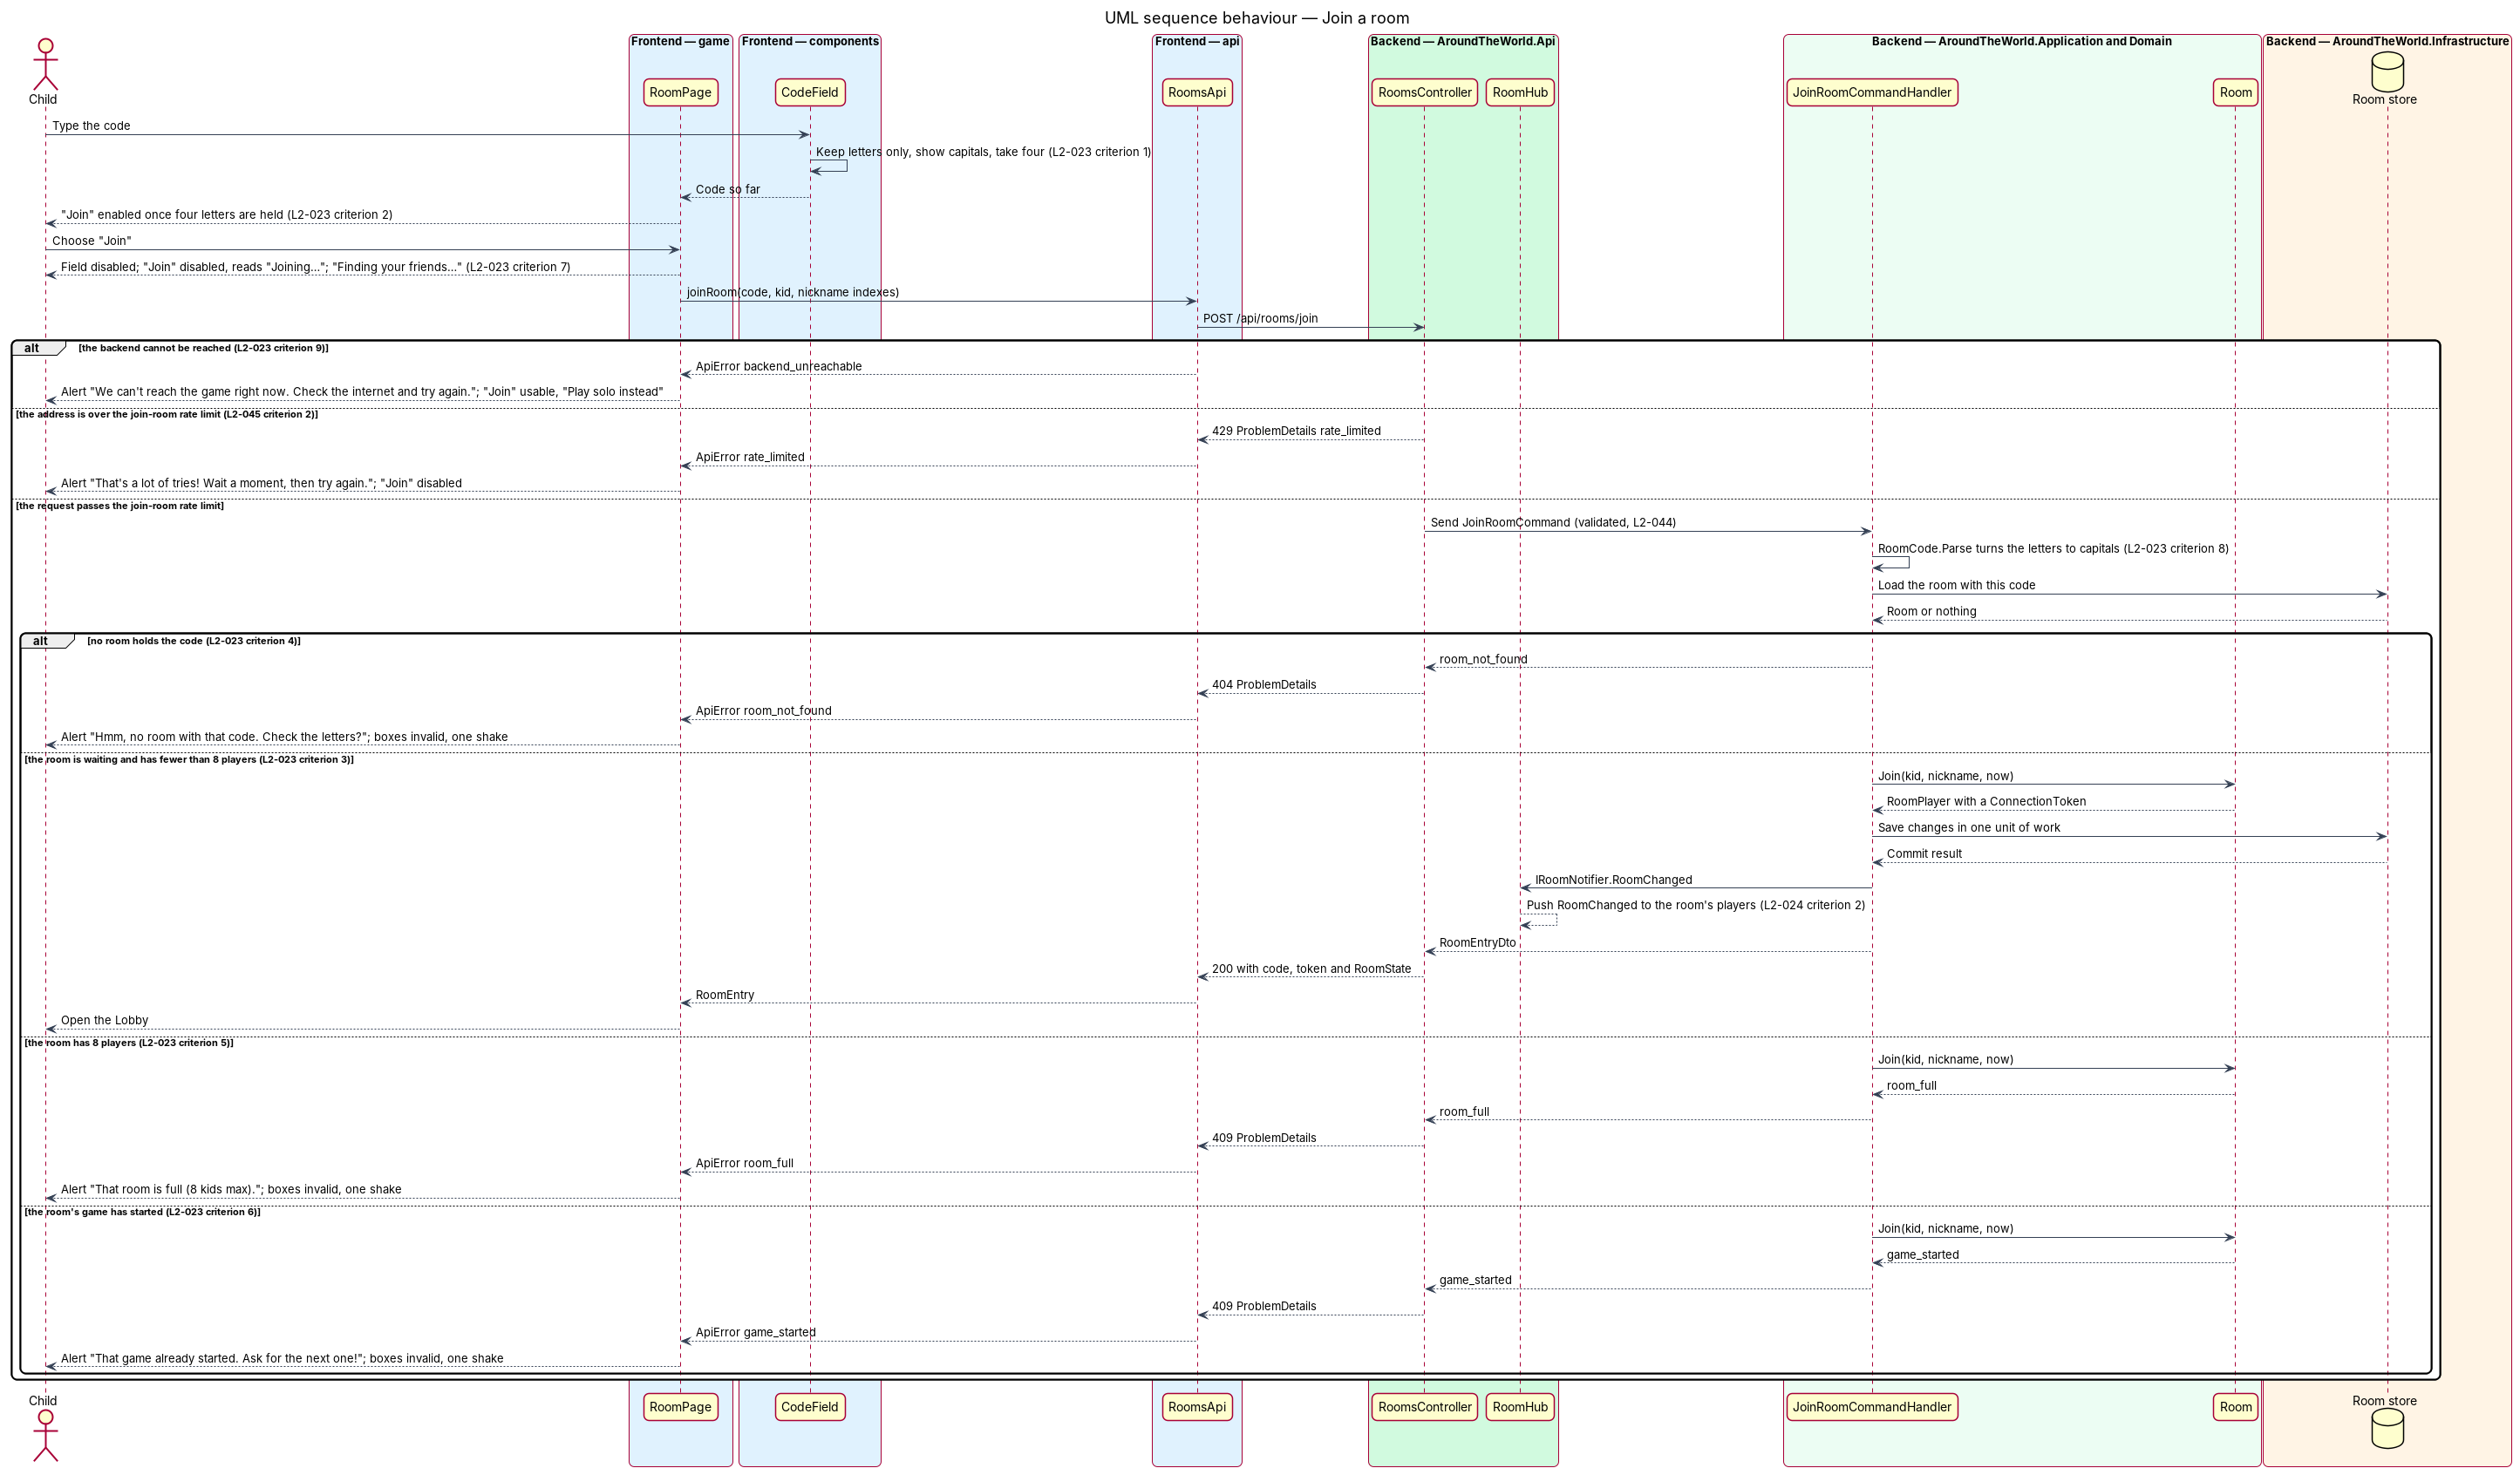 UML sequence behaviour — Join a room
Frontend — game
Frontend — components
Frontend — api
Backend — AroundTheWorld.Api
Backend — AroundTheWorld.Application and Domain
Backend — AroundTheWorld.Infrastructure
Child
RoomPage
CodeField
RoomsApi
RoomsController
RoomHub
JoinRoomCommandHandler
Room
Room store
Type the code
Keep letters only, show capitals, take four (L2-023 criterion 1)
Code so far
"Join" enabled once four letters are held (L2-023 criterion 2)
Choose "Join"
Field disabled; "Join" disabled, reads "Joining..."; "Finding your friends..." (L2-023 criterion 7)
joinRoom(code, kid, nickname indexes)
POST /api/rooms/join
alt [the backend cannot be reached (L2-023 criterion 9)]
ApiError backend_unreachable
Alert "We can't reach the game right now. Check the internet and try again."; "Join" usable, "Play solo instead"
[the address is over the join-room rate limit (L2-045 criterion 2)]
429 ProblemDetails rate_limited
ApiError rate_limited
Alert "That's a lot of tries! Wait a moment, then try again."; "Join" disabled
[the request passes the join-room rate limit]
Send JoinRoomCommand (validated, L2-044)
RoomCode.Parse turns the letters to capitals (L2-023 criterion 8)
Load the room with this code
Room or nothing
alt [no room holds the code (L2-023 criterion 4)]
room_not_found
404 ProblemDetails
ApiError room_not_found
Alert "Hmm, no room with that code. Check the letters?"; boxes invalid, one shake
[the room is waiting and has fewer than 8 players (L2-023 criterion 3)]
Join(kid, nickname, now)
RoomPlayer with a ConnectionToken
Save changes in one unit of work
Commit result
IRoomNotifier.RoomChanged
Push RoomChanged to the room's players (L2-024 criterion 2)
RoomEntryDto
200 with code, token and RoomState
RoomEntry
Open the Lobby
[the room has 8 players (L2-023 criterion 5)]
Join(kid, nickname, now)
room_full
room_full
409 ProblemDetails
ApiError room_full
Alert "That room is full (8 kids max)."; boxes invalid, one shake
[the room's game has started (L2-023 criterion 6)]
Join(kid, nickname, now)
game_started
game_started
409 ProblemDetails
ApiError game_started
Alert "That game already started. Ask for the next one!"; boxes invalid, one shake
Child
RoomPage
CodeField
RoomsApi
RoomsController
RoomHub
JoinRoomCommandHandler
Room
Room store